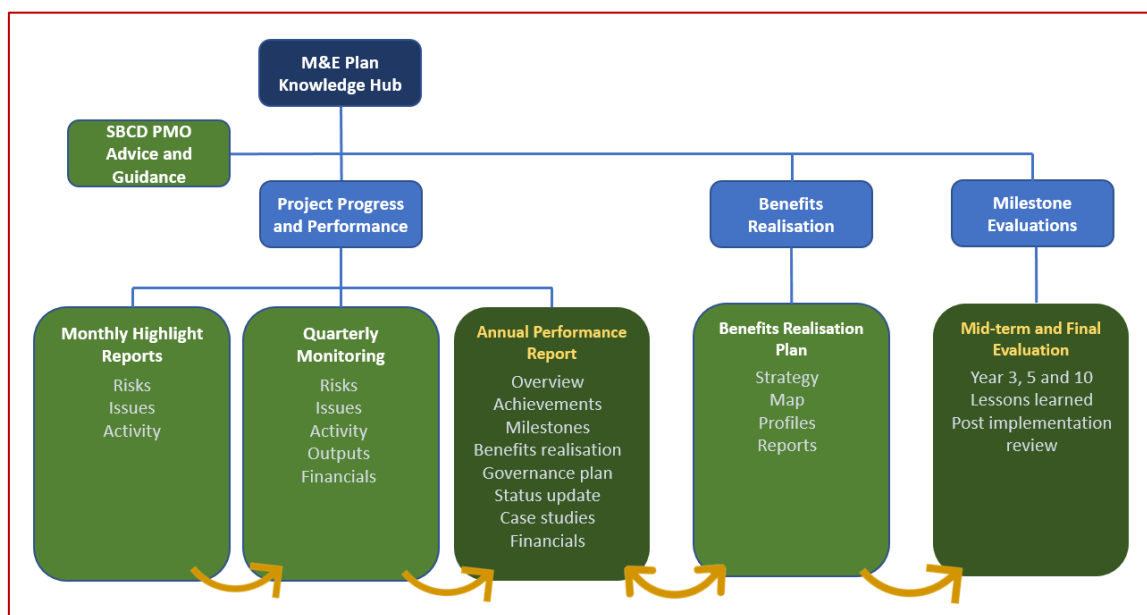 M&E Plan
Knowledge Hub
SBCD PMO
Advice and
Guidance
Project Progress
and Performance
Benefits
Realisation
Milestone
Evaluations
Monthly Highlight
Reports
Risks
Issues
Activity
Quarterly
Monitoring
Risks
Issues
Activity
Outputs
Financials
Annual Performance
Report
Overview
Achievements
Milestones
Benefits realisation
Governance plan
Status update
Case studies
Financials
Benefits Realisation
Plan
Strategy
Map
Profiles
Reports
Mid-term and Final
Evaluation
Year 3, 5 and 10
Lessons learned
Post implementation
review